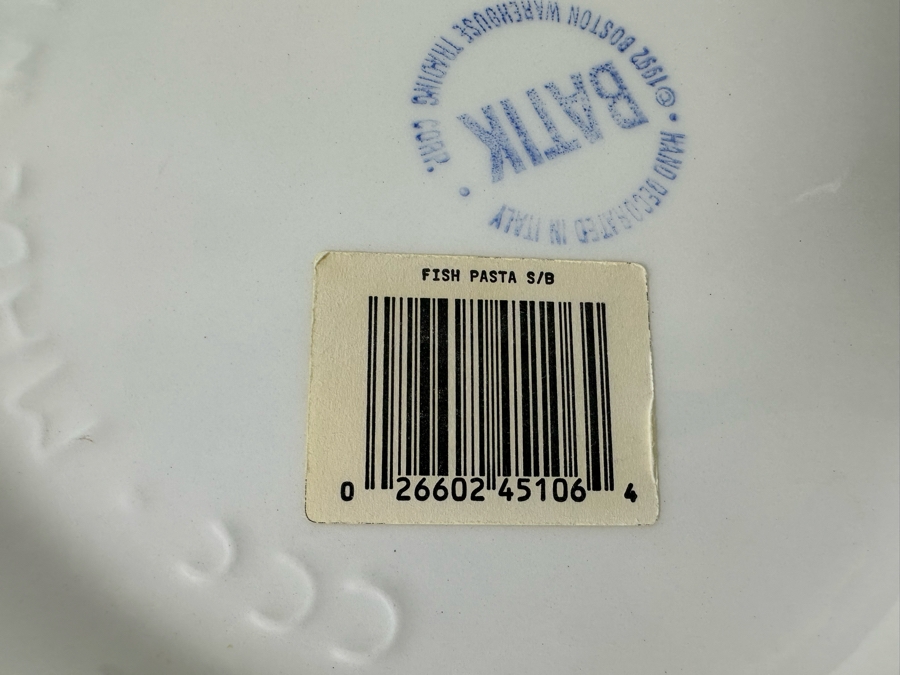 ©1992 BOSTON WAREHOUSE TRADING CORP.
BATIK
• HAND DECORATED IN ITALY •
FISH PASTA S/B
0 26602 45106 4